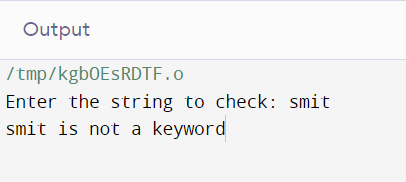 Output
/tmp/kgbOEsRDTF.o
Enter the string to check: smit
smit is not a keyword